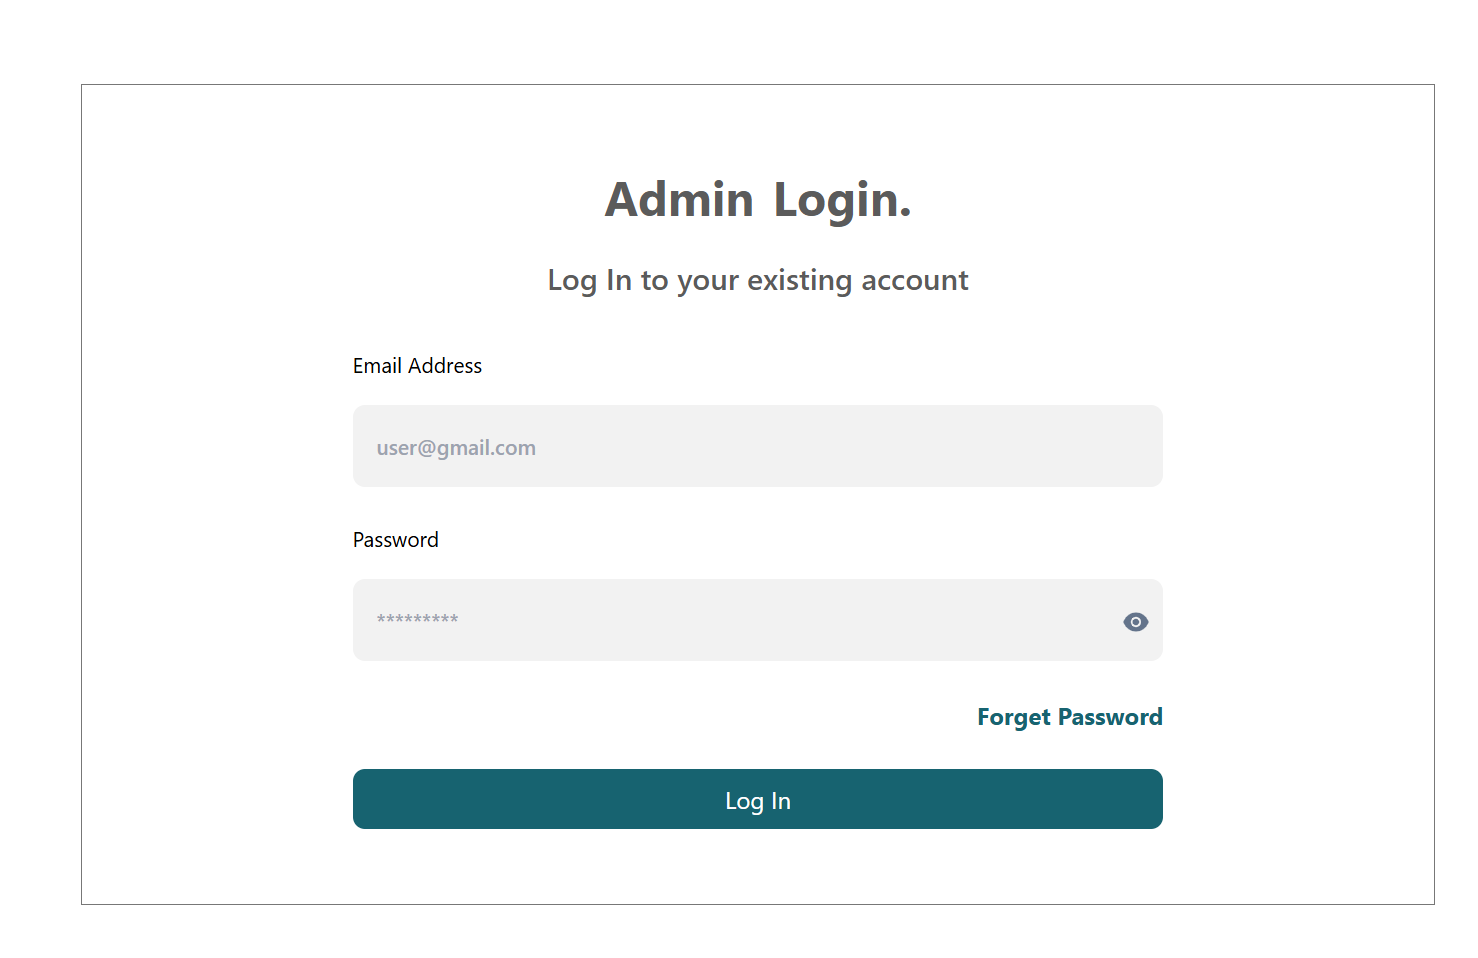 Admin Login.
Log In to your existing account
Email Address
user@gmail.com
Password
*********
Forget Password
Log In